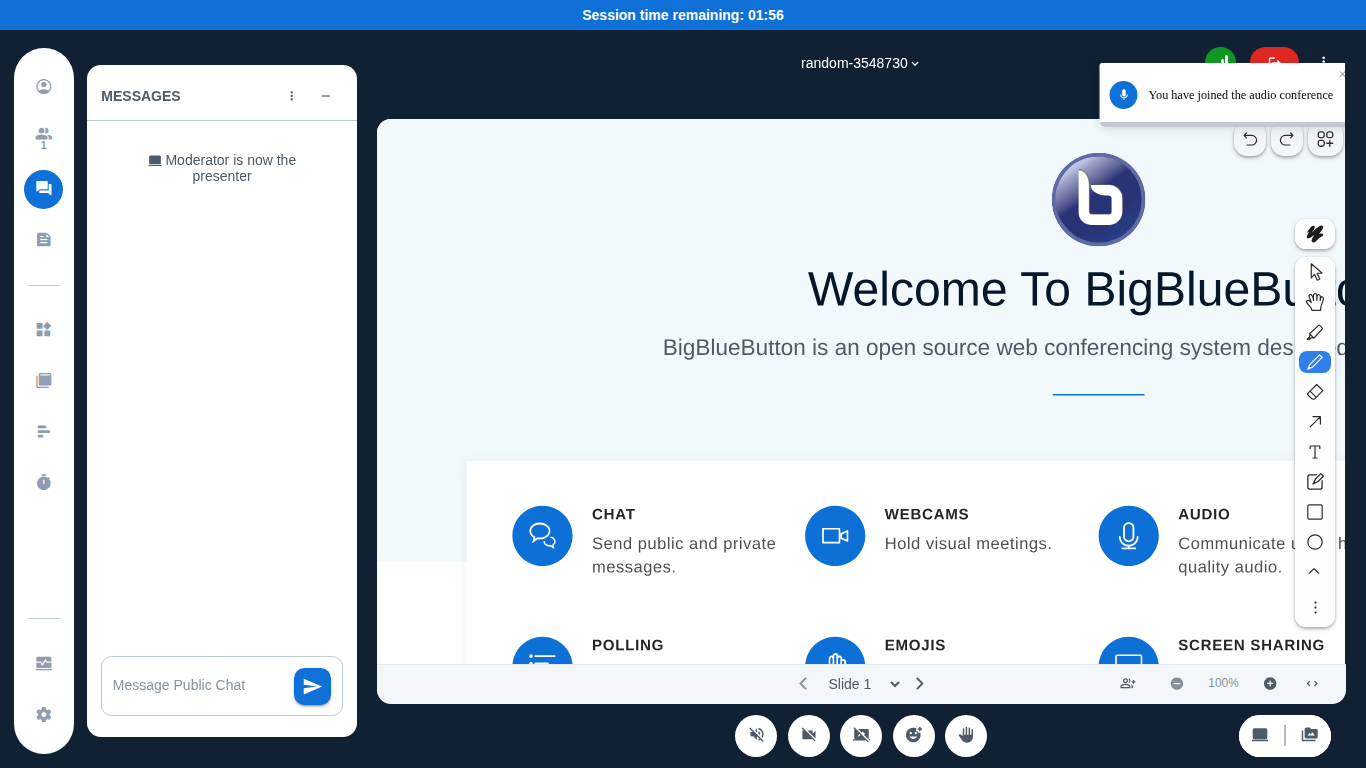 Session time remaining: 01:56
random-3548730
You have joined the audio conference
1
MESSAGES
Moderator is now the
presenter
Message Public Chat
Welcome To BigBlueBu
BigBlueButton is an open source web conferencing system des
CHAT
Send public and private
messages.
WEBCAMS
Hold visual meetings.
AUDIO
Communicate
quality audio.
POLLING
EMOJIS
SCREEN SHARING
Slide 1
100%